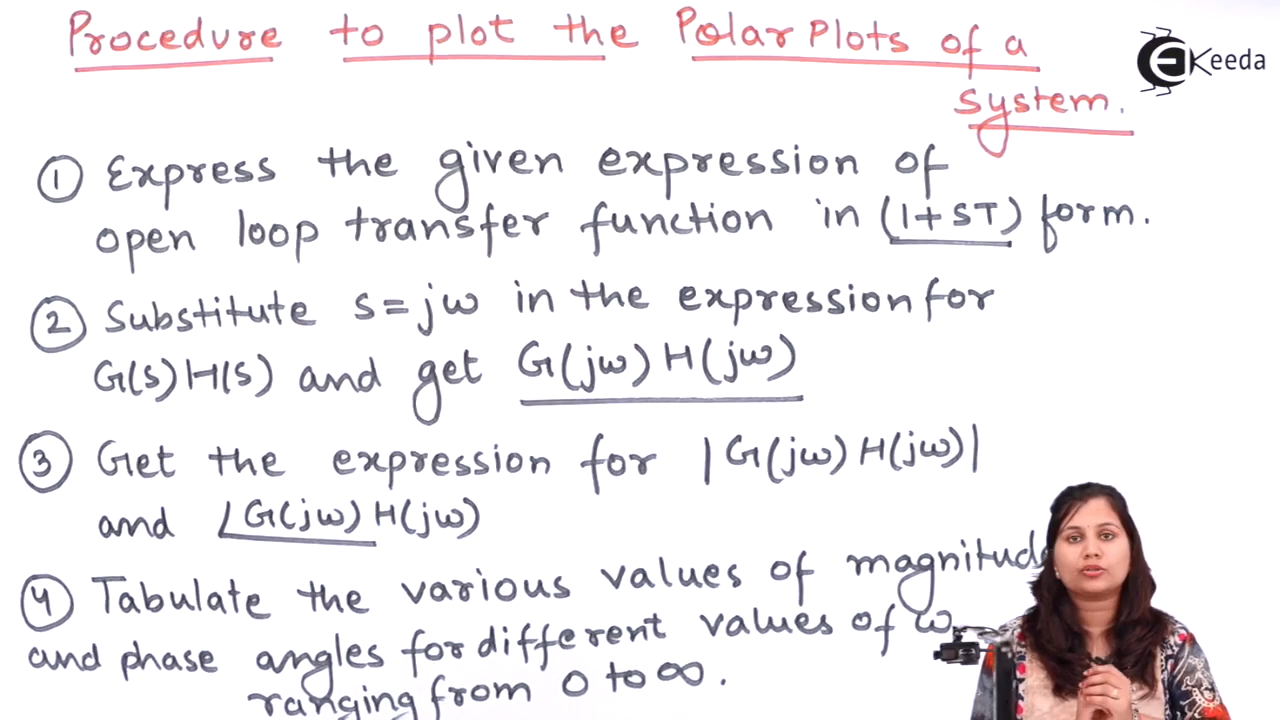 Procedure to plot the Polar Plots of a
system.
EKeeda
① Express the given expression of
open loop transfer function in (1+ST) form.
② Substitute s=jω in the expression for
G(s)H(s) and get G(jω)H(jω)
③ Get the expression for |G(jω)H(jω)|
and ∠G(jω)H(jω)
④ Tabulate the various values of magnitud
and phase angles for different values of ω
ranging from 0 to ∞.